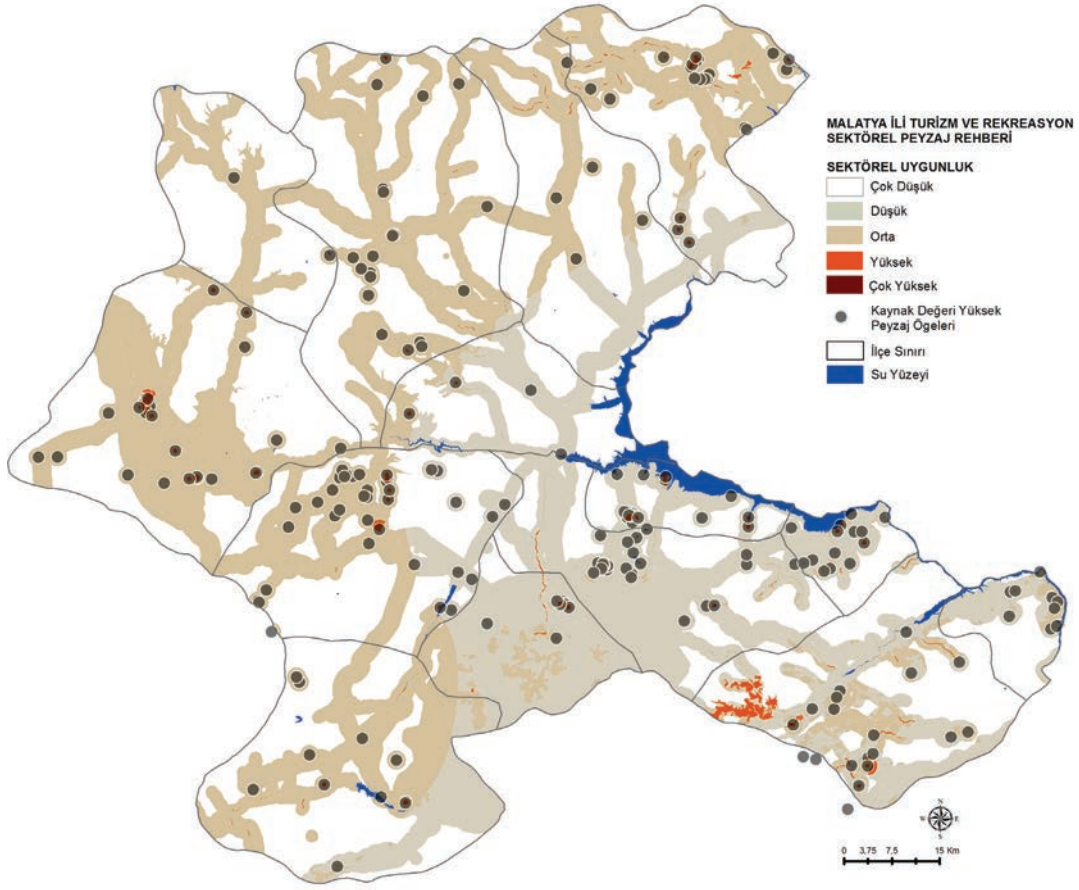 MALATYA İLİ TURİZM VE REKREASYON
SEKTÖREL PEYZAJ REHBERİ
SEKTÖREL UYGUNLUK
Çok Düşük
Düşük
Orta
Yüksek
Çok Yüksek
Kaynak Değeri Yüksek
Peyzaj Ögeleri
İlçe Sınırı
Su Yüzeyi
N
W E
S
0 3,75 7,5 15 Km